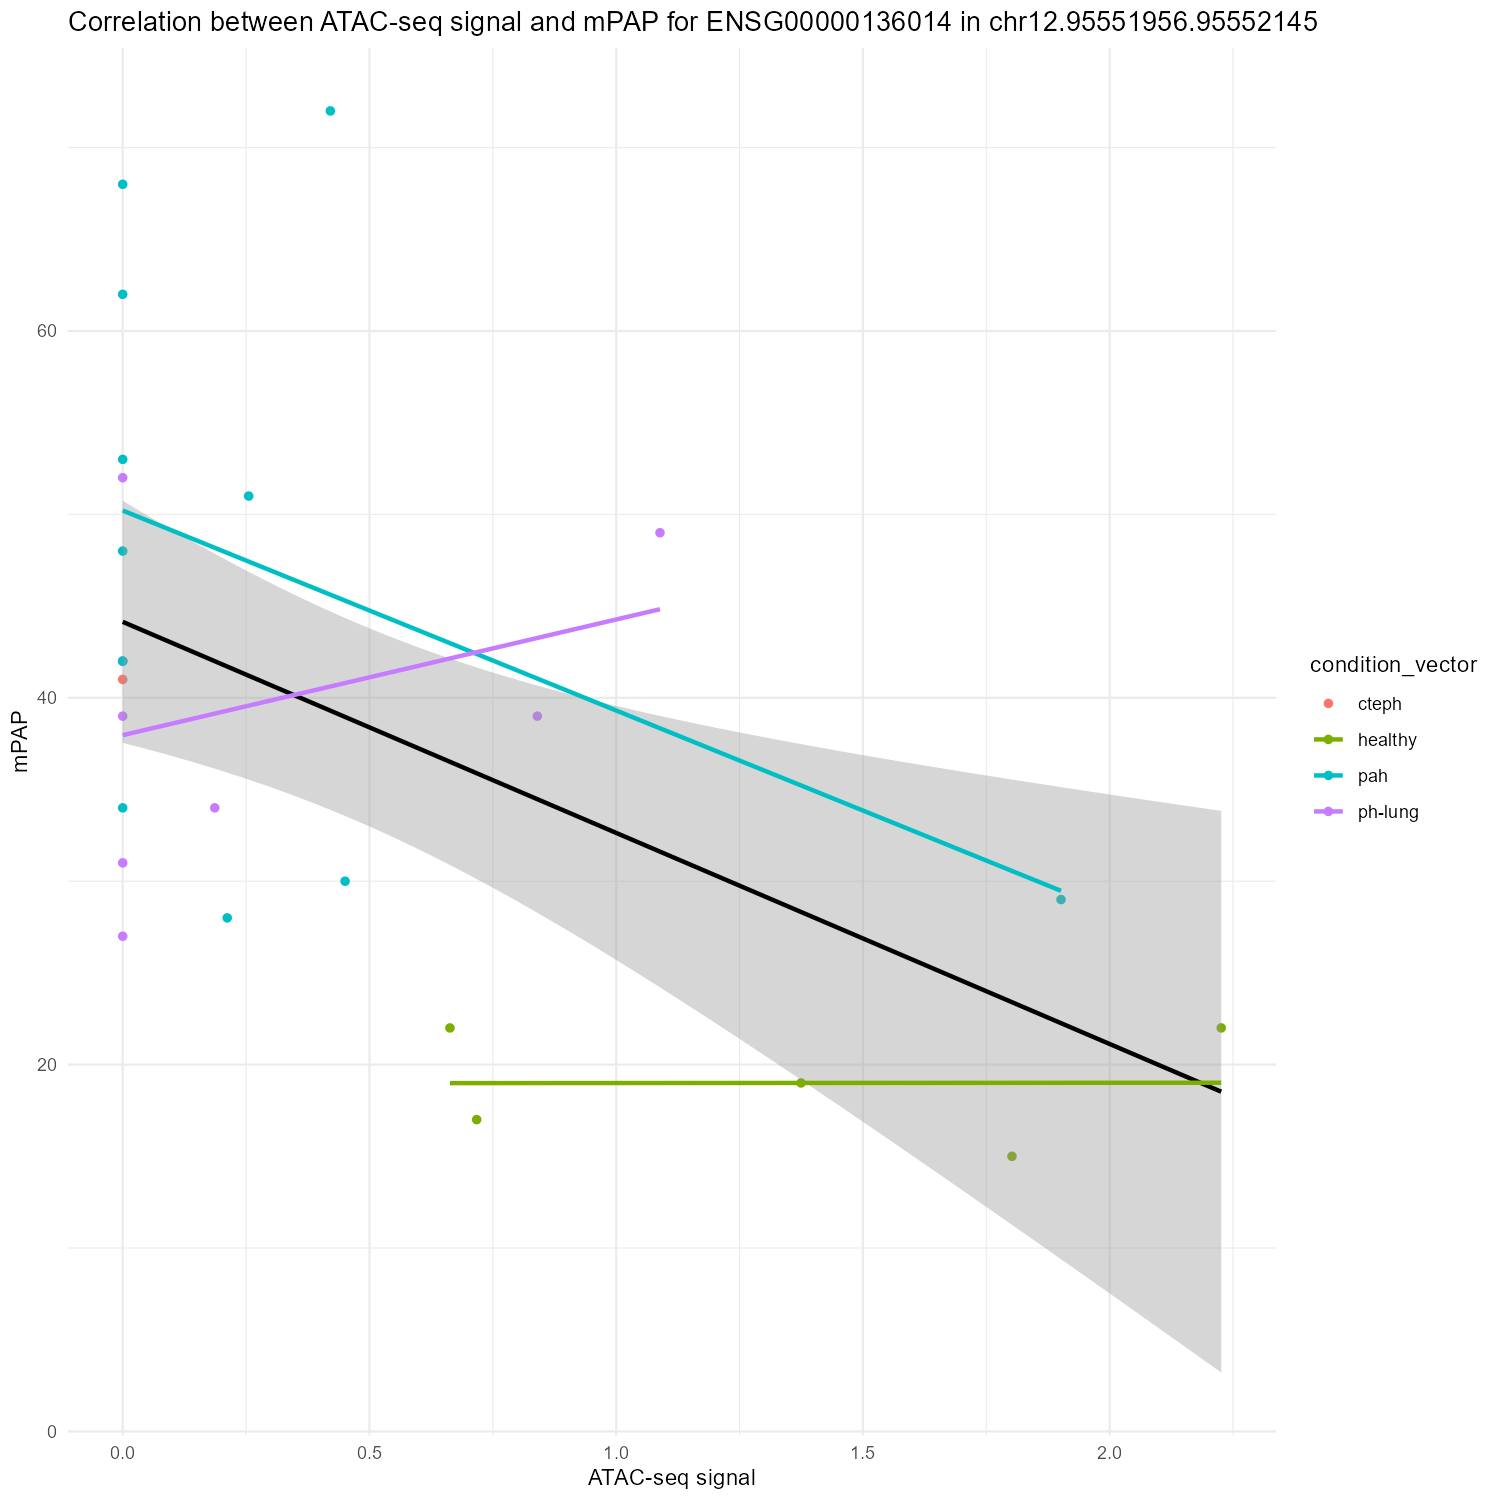 Correlation between ATAC-seq signal and mPAP for ENSG00000136014 in chr12.95551956.95552145
mPAP
60
40
20
0
0.0
0.5
1.0
1.5
2.0
ATAC-seq signal
condition_vector
cteph
healthy
pah
ph-lung